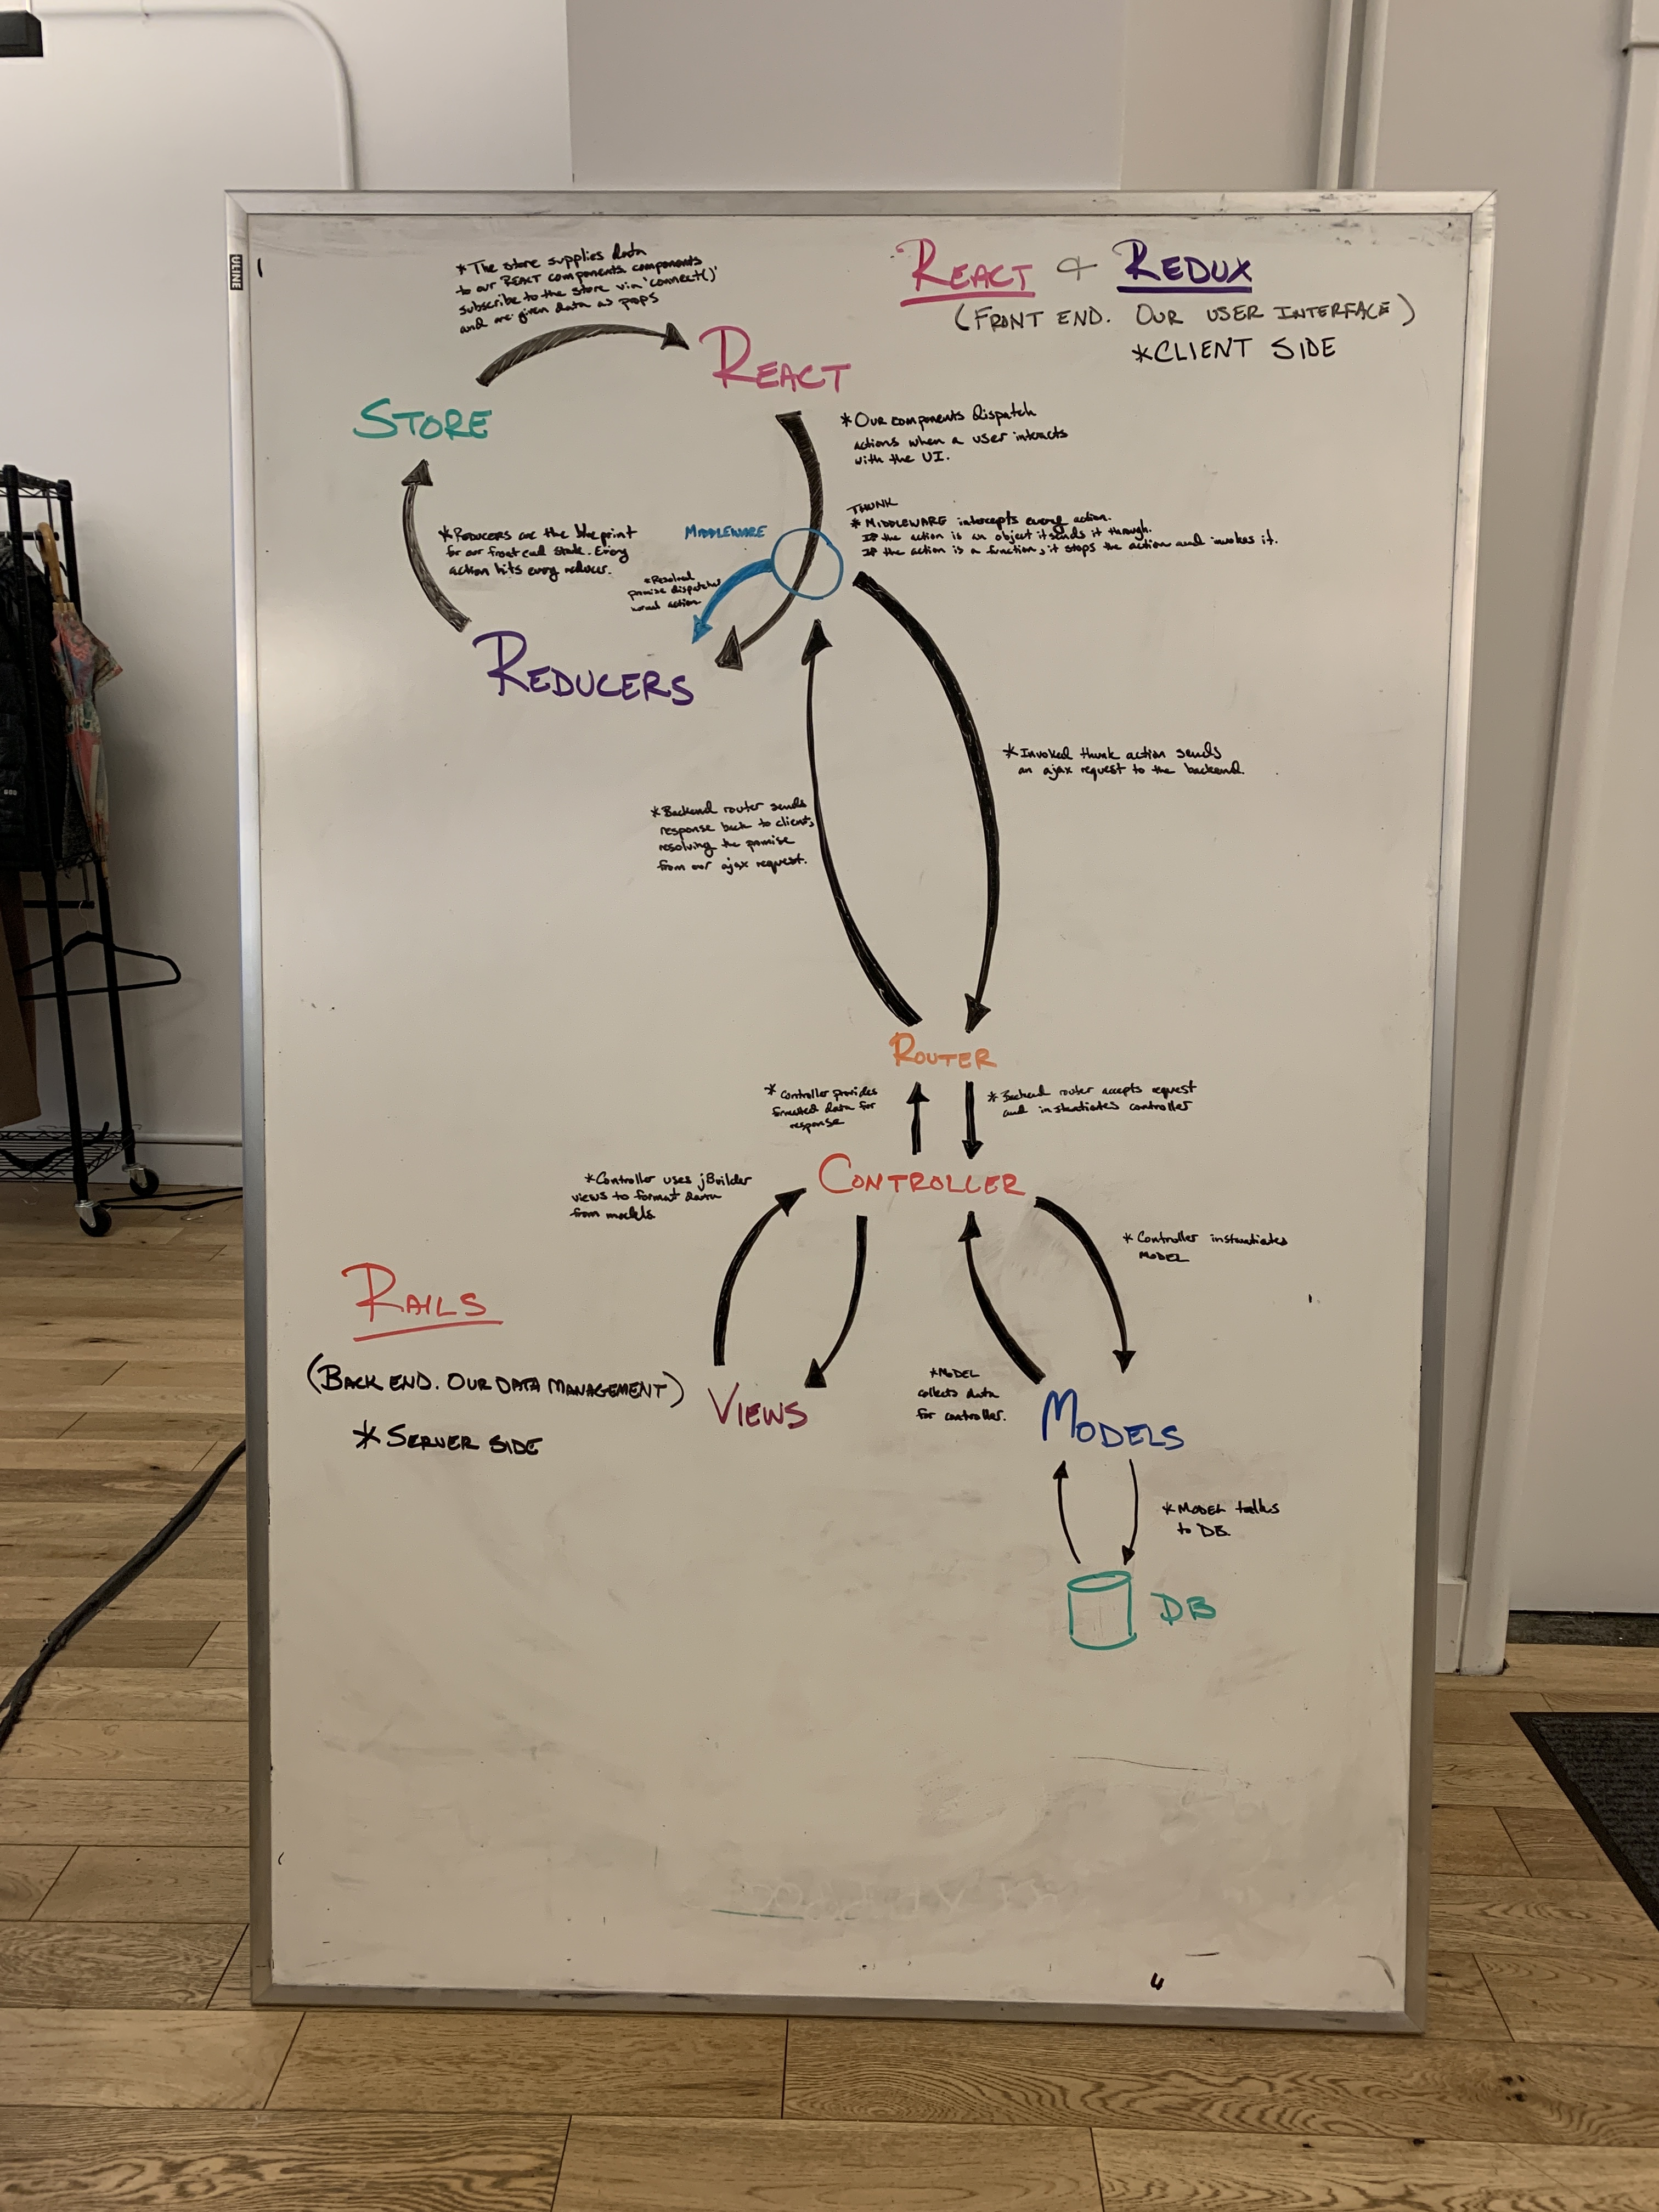 ULINE
*The store supplies data
to our REACT components. components
subscribe to the store via 'connect()'
and are given data as props
REACT & REDUX
(FRONT END. OUR USER INTERFACE)
*CLIENT SIDE
REACT
STORE
*OUR components dispatch
actions when a user interacts
with the UI.
THUNK
* MIDDLEWARE intercepts every action.
If the action is an object it sends it through.
If the action is a function, it stops the action and invokes it.
MIDDLEWARE
*REDUCERS are the blueprint
for our front end state. Every
action hits every reducer.
*Resolved
promise dispatches
normal action
REDUCERS
*Invoked thunk action sends
an ajax request to the backend.
*Backend router sends
response back to client,
resolving the promise
from our ajax request.
ROUTER
* Controller provides
formatted data for
response
* Backend router accepts request
and instantiates controller
CONTROLLER
*Controller uses jBuilder
views to format data
from models.
* Controller instantiates
MODEL
RAILS
(BACK END. OUR DATA MANAGEMENT)
* SERVER SIDE
VIEWS
*MODEL
collects data
for controller.
MODELS
*MODEL talks
to DB.
DB